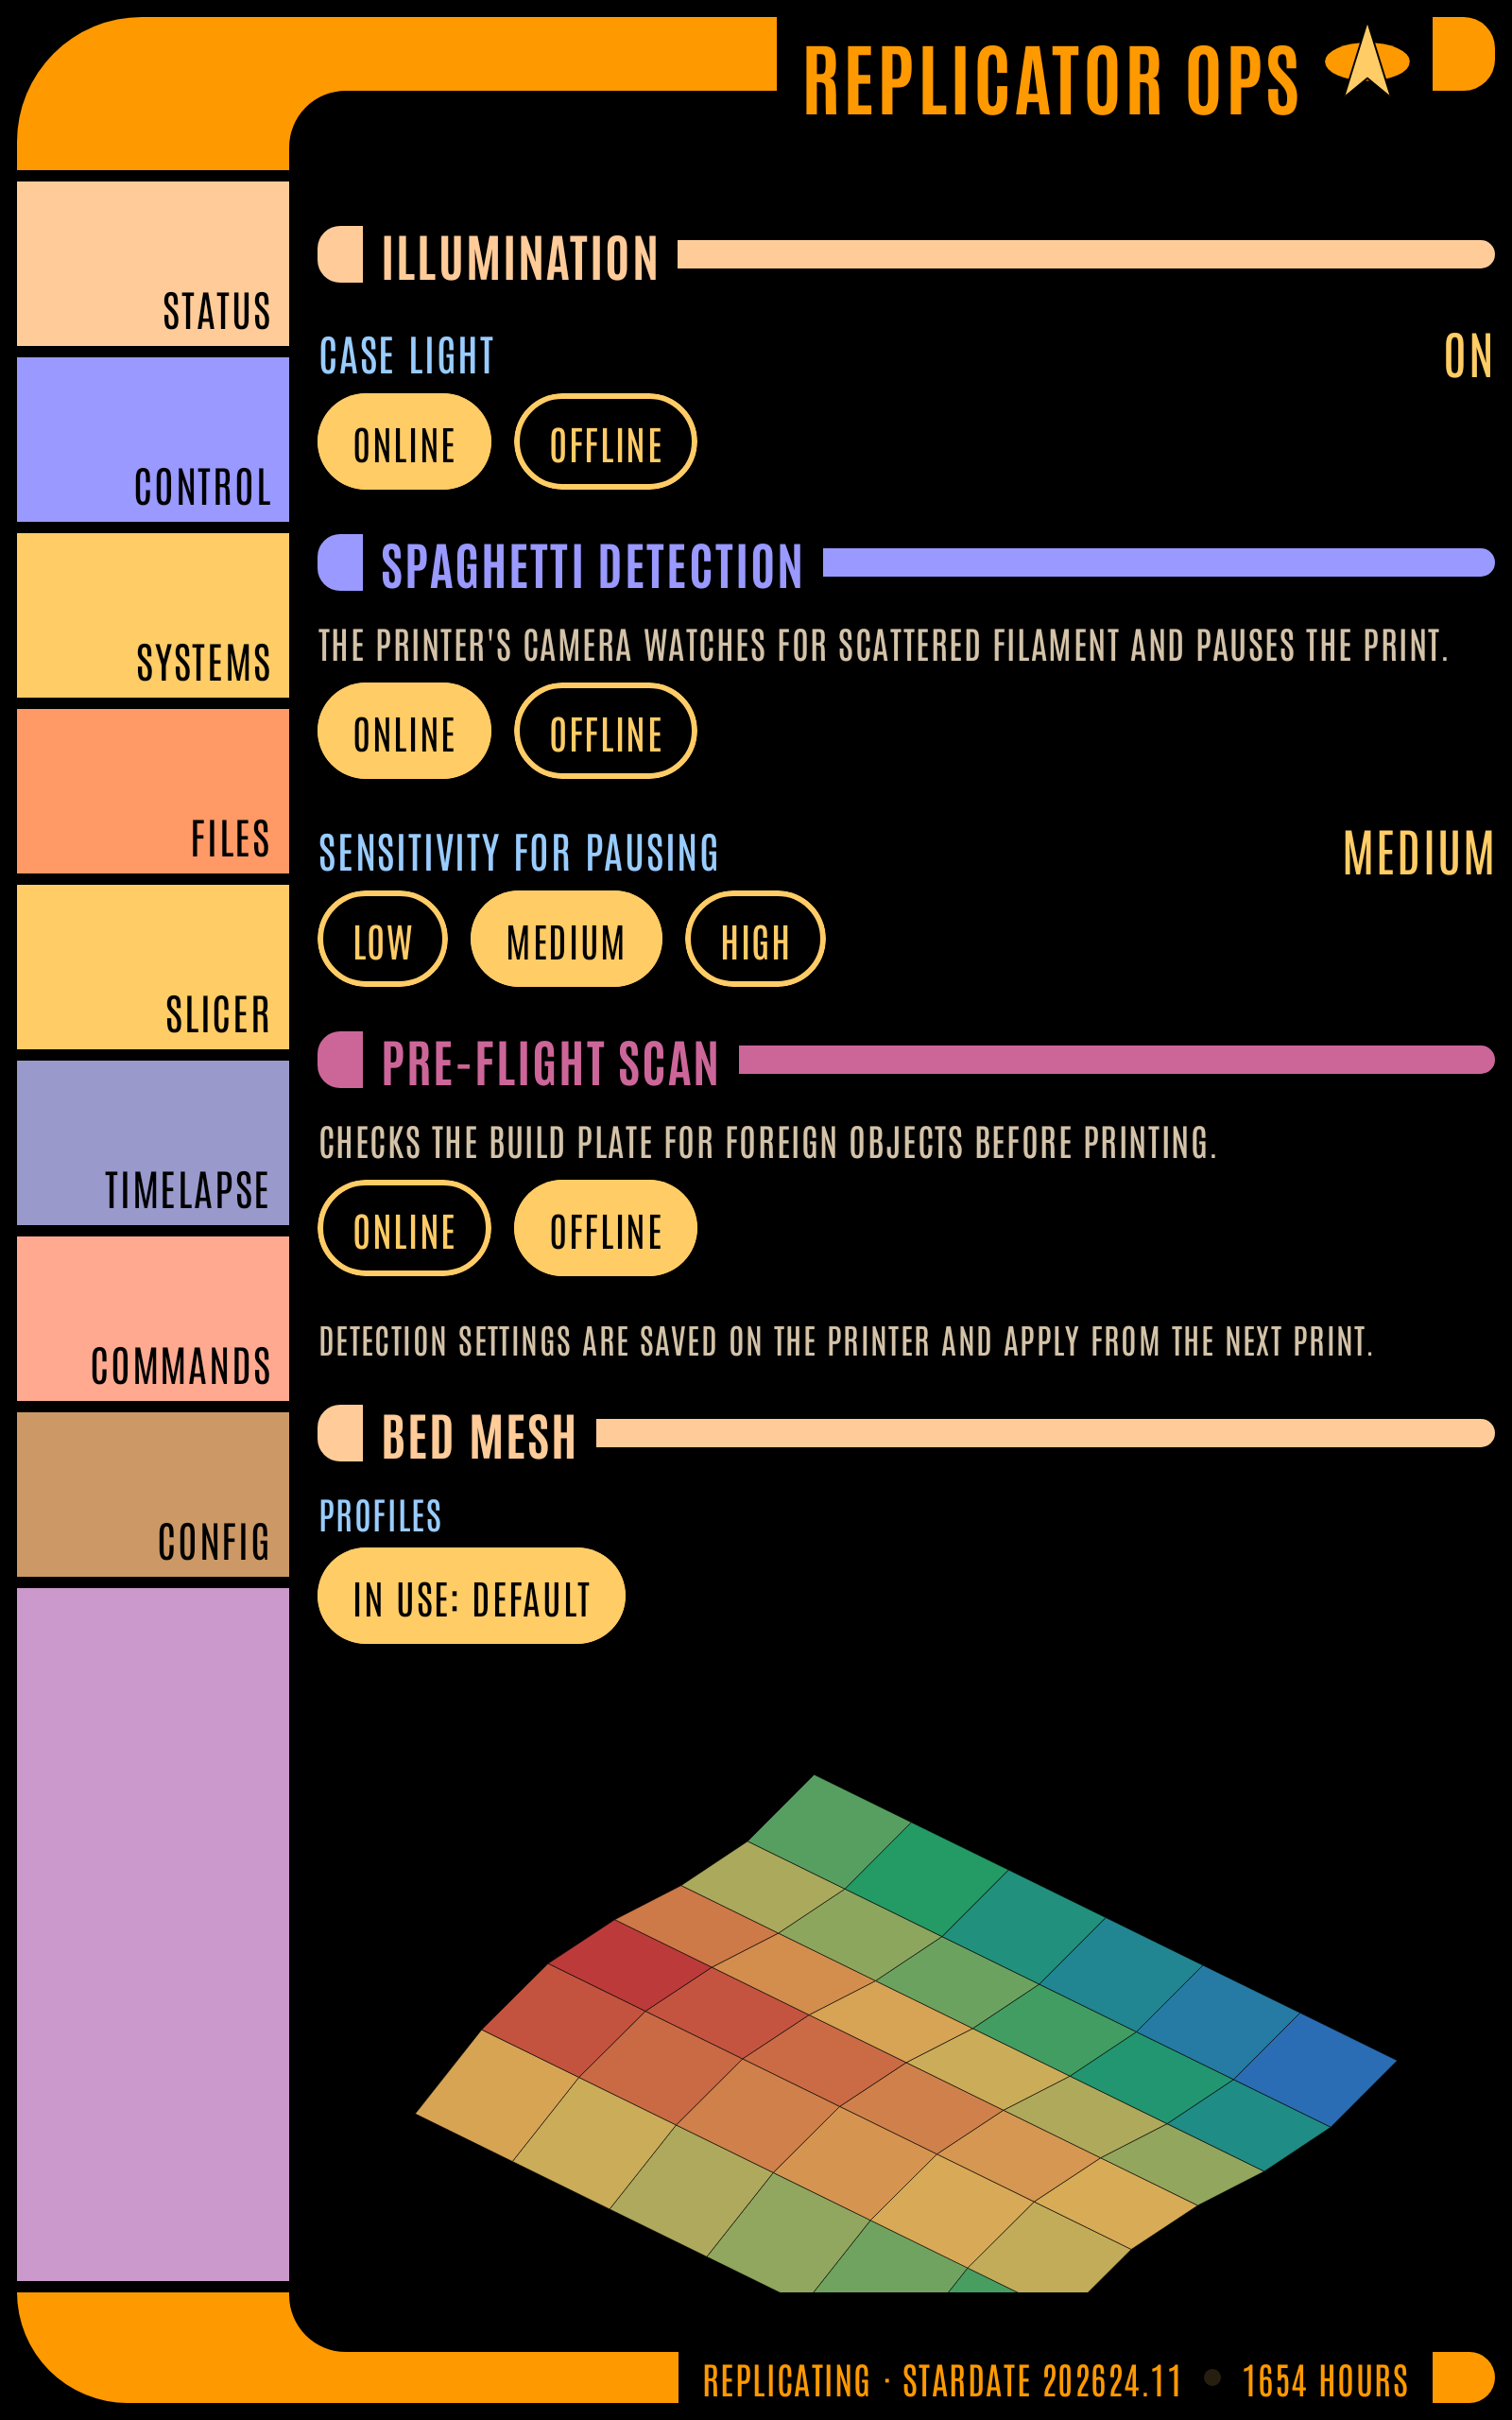 REPLICATOR OPS
STATUS
CONTROL
SYSTEMS
FILES
SLICER
TIMELAPSE
COMMANDS
CONFIG
ILLUMINATION
CASE LIGHT ON
ONLINE OFFLINE
SPAGHETTI DETECTION
THE PRINTER'S CAMERA WATCHES FOR SCATTERED FILAMENT AND PAUSES THE PRINT.
ONLINE OFFLINE
SENSITIVITY FOR PAUSING MEDIUM
LOW MEDIUM HIGH
PRE-FLIGHT SCAN
CHECKS THE BUILD PLATE FOR FOREIGN OBJECTS BEFORE PRINTING.
ONLINE OFFLINE
DETECTION SETTINGS ARE SAVED ON THE PRINTER AND APPLY FROM THE NEXT PRINT.
BED MESH
PROFILES
IN USE: DEFAULT
REPLICATING · STARDATE 202624.11 1654 HOURS